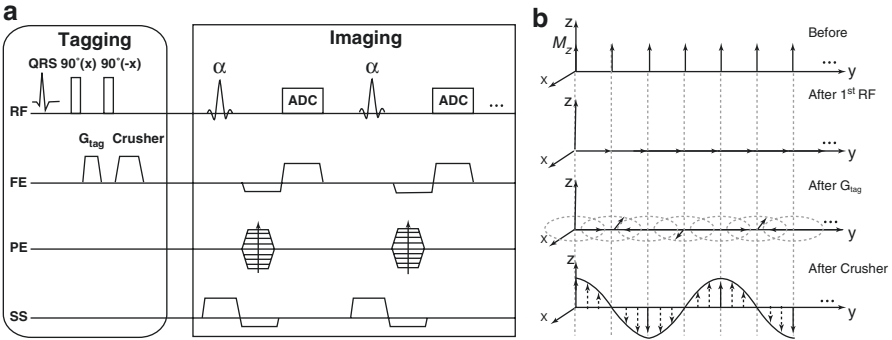 a
Tagging
Imaging
QRS 90°(x) 90°(-x)
α
α
RF
ADC
ADC
...
G_tag Crusher
FE
PE
SS
b
z
M_z
Before
...
x
y
After 1st RF
z
x
y
z
After G_tag
...
x
y
z
After Crusher
...
x
y